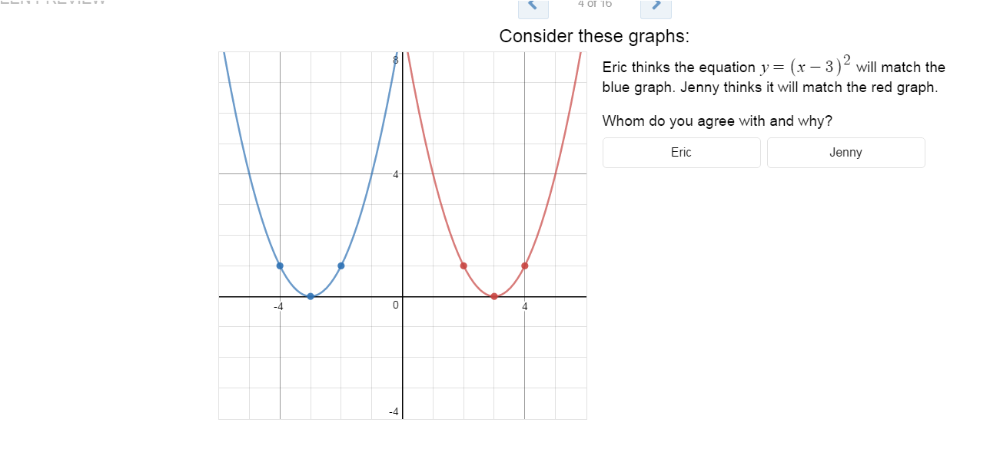 4 of 16
Consider these graphs:
Eric thinks the equation y = (x − 3)² will match the
blue graph. Jenny thinks it will match the red graph.
Whom do you agree with and why?
Eric
Jenny
8
4
-4
0
4
-4